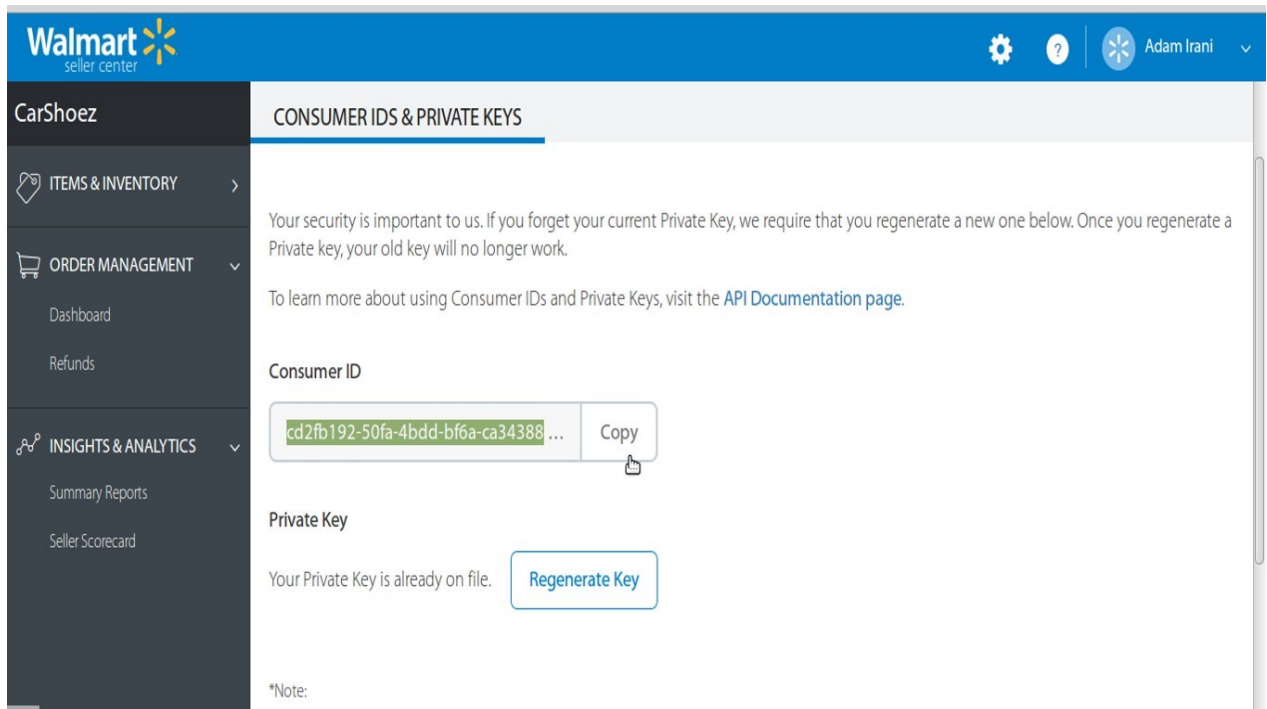 Walmart
seller center
Adam Irani
CarShoez
ITEMS & INVENTORY
ORDER MANAGEMENT
Dashboard
Refunds
INSIGHTS & ANALYTICS
Summary Reports
Seller Scorecard
CONSUMER IDS & PRIVATE KEYS
Your security is important to us. If you forget your current Private Key, we require that you regenerate a new one below. Once you regenerate a
Private key, your old key will no longer work.
To learn more about using Consumer IDs and Private Keys, visit the API Documentation page.
Consumer ID
cd2fb192-50fa-4bdd-bf6a-ca34388 ... Copy
Private Key
Your Private Key is already on file. Regenerate Key
*Note: